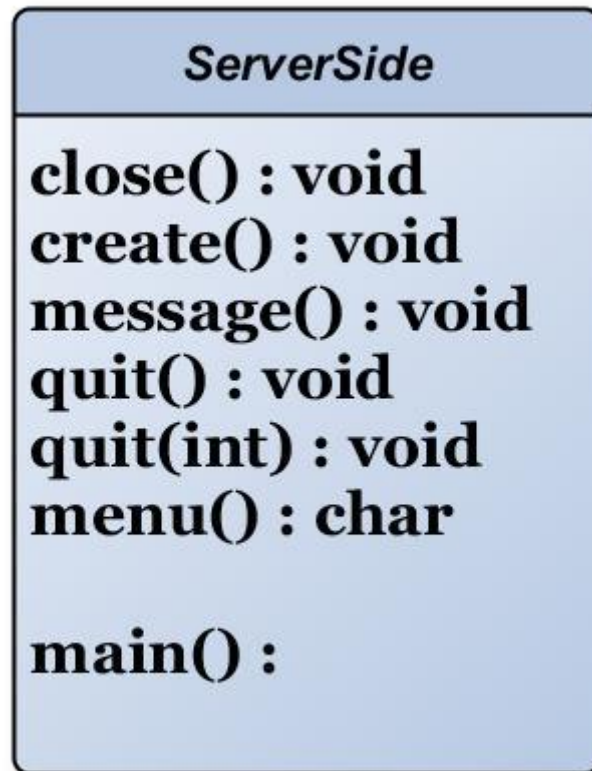 ServerSide
close() : void
create() : void
message() : void
quit() : void
quit(int) : void
menu() : char
main() :